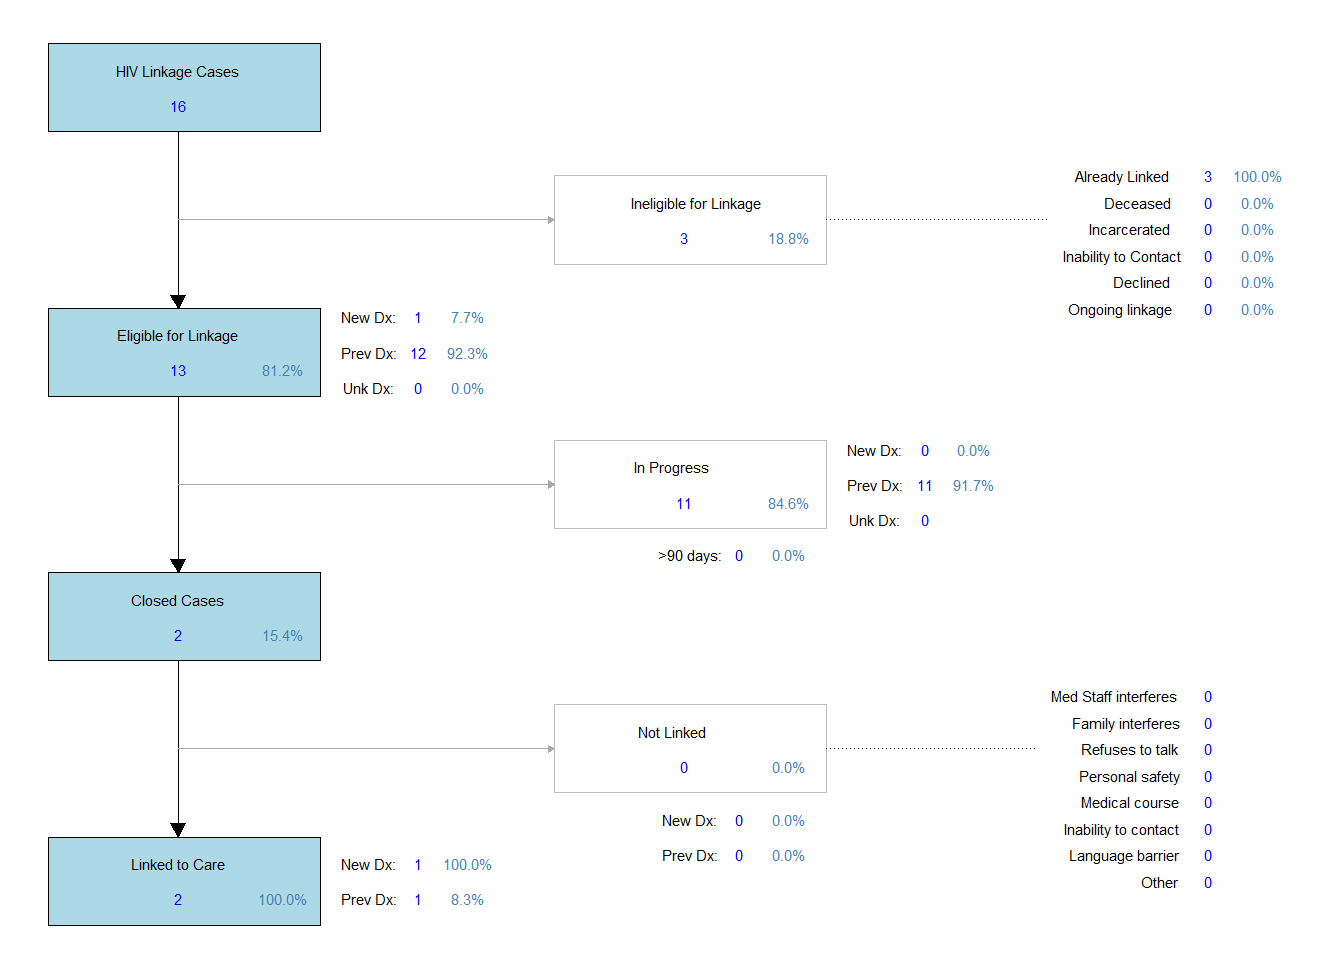 HIV Linkage Cases
16
Ineligible for Linkage
3 18.8%
Already Linked 3 100.0%
Deceased 0 0.0%
Incarcerated 0 0.0%
Inability to Contact 0 0.0%
Declined 0 0.0%
Ongoing linkage 0 0.0%
Eligible for Linkage
13 81.2%
New Dx: 1 7.7%
Prev Dx: 12 92.3%
Unk Dx: 0 0.0%
In Progress
11 84.6%
New Dx: 0 0.0%
Prev Dx: 11 91.7%
Unk Dx: 0
>90 days: 0 0.0%
Closed Cases
2 15.4%
Not Linked
0 0.0%
New Dx: 0 0.0%
Prev Dx: 0 0.0%
Med Staff interferes 0
Family interferes 0
Refuses to talk 0
Personal safety 0
Medical course 0
Inability to contact 0
Language barrier 0
Other 0
Linked to Care
2 100.0%
New Dx: 1 100.0%
Prev Dx: 1 8.3%